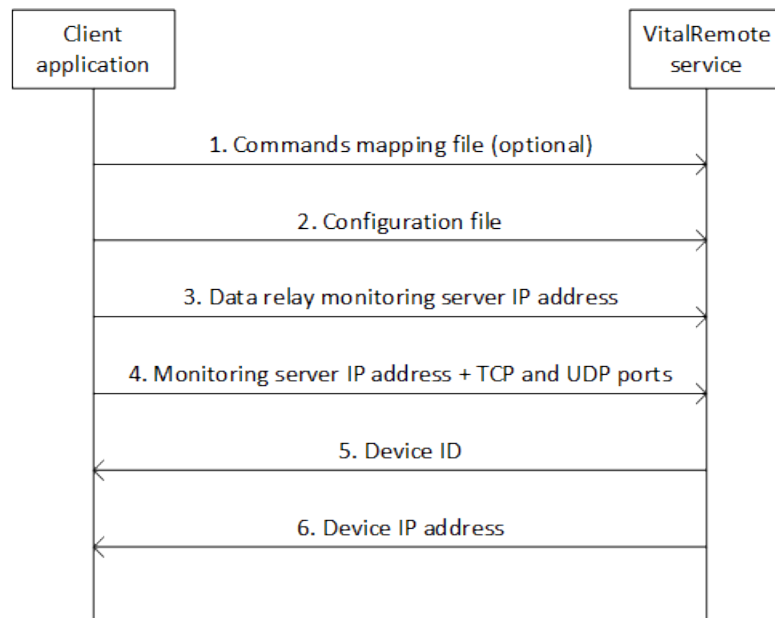 Client
application
VitalRemote
service
1. Commands mapping file (optional)
2. Configuration file
3. Data relay monitoring server IP address
4. Monitoring server IP address + TCP and UDP ports
5. Device ID
6. Device IP address